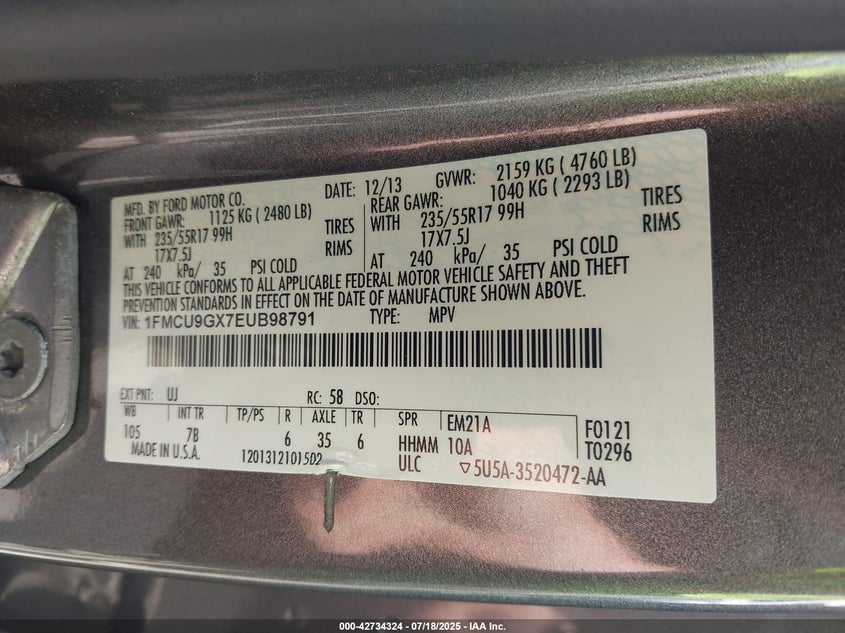 MFD. BY FORD MOTOR CO.
DATE: 12/13
GVWR: 2159 KG ( 4760 LB)
FRONT GAWR: 1125 KG ( 2480 LB)
REAR GAWR: 1040 KG ( 2293 LB)
WITH 235/55R17 99H TIRES
WITH 235/55R17 99H TIRES
17X7.5J RIMS
17X7.5J RIMS
AT 240 kPa/ 35 PSI COLD
AT 240 kPa/ 35 PSI COLD
THIS VEHICLE CONFORMS TO ALL APPLICABLE FEDERAL MOTOR VEHICLE SAFETY AND THEFT
PREVENTION STANDARDS IN EFFECT ON THE DATE OF MANUFACTURE SHOWN ABOVE.
VIN: 1FMCU9GX7EUB98791 TYPE: MPV
EXT PNT: UJ RC: 58 DSO:
WB INT TR TP/PS R AXLE TR SPR EM21A F0121
105 7B 6 35 6 HHMM 10A T0296
MADE IN U.S.A. 1201312101502 ULC ▽5U5A-3520472-AA
000-42734324 - 07/18/2025 - IAA Inc.